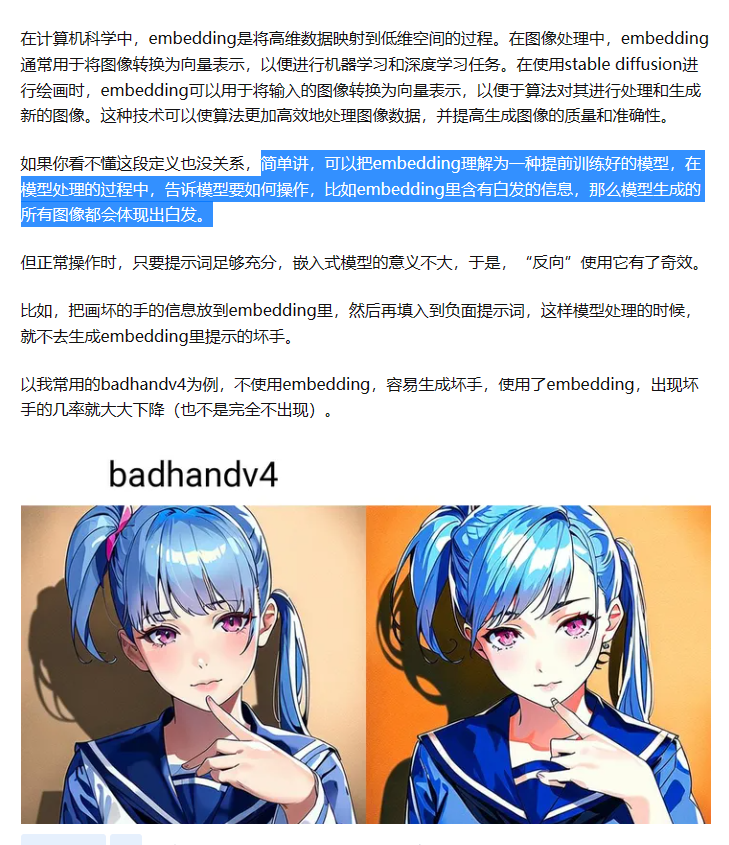 在计算机科学中，embedding是将高维数据映射到低维空间的过程。在图像处理中，embedding
通常用于将图像转换为向量表示，以便进行机器学习和深度学习任务。在使用stable diffusion进
行绘画时，embedding可以用于将输入的图像转换为向量表示，以便于算法对其进行处理和生成
新的图像。这种技术可以使算法更加高效地处理图像数据，并提高生成图像的质量和准确性。
如果你看不懂这段定义也没关系，简单讲，可以把embedding理解为一种提前训练好的模型，在
模型处理的过程中，告诉模型要如何操作，比如embedding里含有白发的信息，那么模型生成的
所有图像都会体现出白发。
但正常操作时，只要提示词足够充分，嵌入式模型的意义不大，于是，“反向”使用它有了奇效。
比如，把画坏的手的信息放到embedding里，然后再填入到负面提示词，这样模型处理的时候，
就不去生成embedding里提示的坏手。
以我常用的badhandv4为例，不使用embedding，容易生成坏手，使用了embedding，出现坏
手的几率就大大下降（也不是完全不出现）。
badhandv4